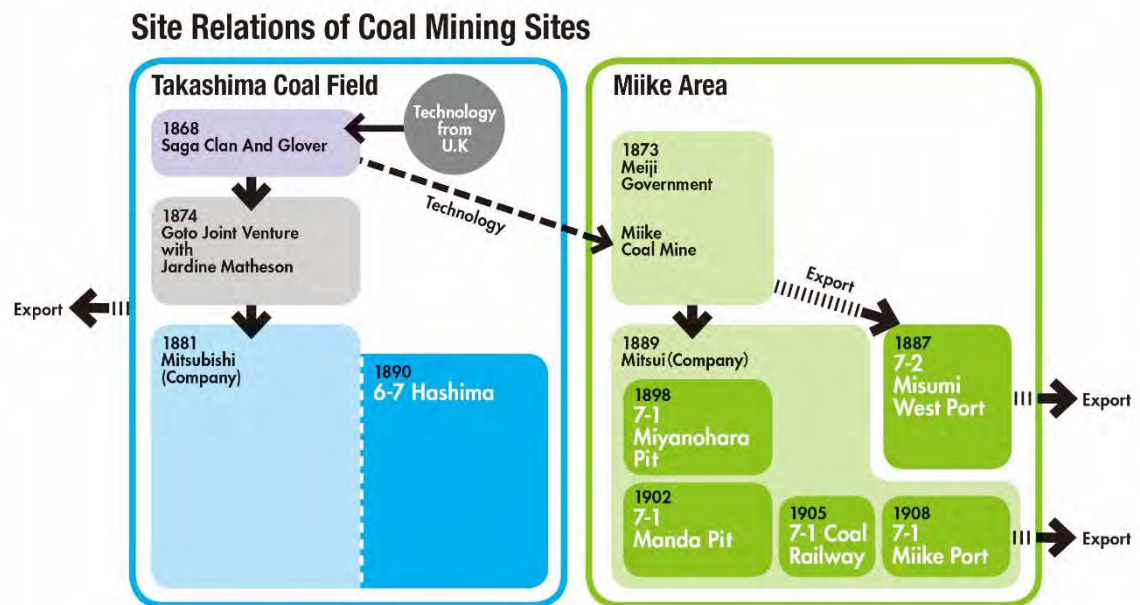 Site Relations of Coal Mining Sites
Takashima Coal Field
1868
Saga Clan And Glover
Technology
from
U.K
1874
Goto Joint Venture
with
Jardine Matheson
Technology
Export
1881
Mitsubishi
(Company)
1890
6-7 Hashima
Miike Area
1873
Meiji
Government
Miike
Coal Mine
Export
1889
Mitsui(Company)
1887
7-2
Misumi
West Port
Export
1898
7-1
Miyanohara
Pit
1902
7-1
Manda Pit
1905
7-1 Coal
Railway
1908
7-1
Miike Port
Export